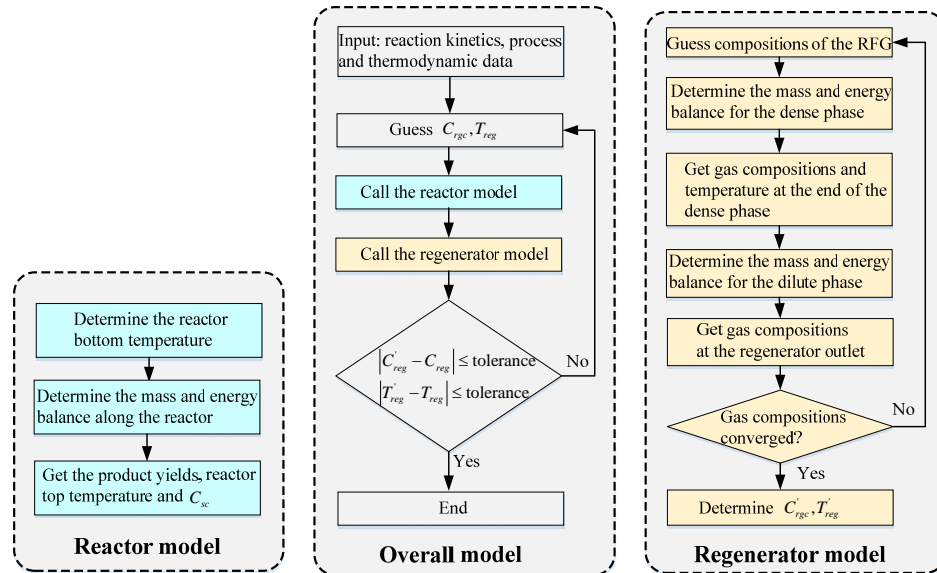 Determine the reactor
bottom temperature
Determine the mass and energy
balance along the reactor
Get the product yields, reactor
top temperature and C_sc
Reactor model
Input: reaction kinetics, process
and thermodynamic data
Guess C_rgc, T_reg
Call the reactor model
Call the regenerator model
|C'_reg − C_reg| ≤ tolerance
|T'_reg − T_reg| ≤ tolerance
No
Yes
End
Overall model
Guess compositions of the RFG
Determine the mass and energy
balance for the dense phase
Get gas compositions and
temperature at the end of the
dense phase
Determine the mass and energy
balance for the dilute phase
Get gas compositions
at the regenerator outlet
Gas compositions
converged?
No
Yes
Determine C'_rgc, T'_reg
Regenerator model